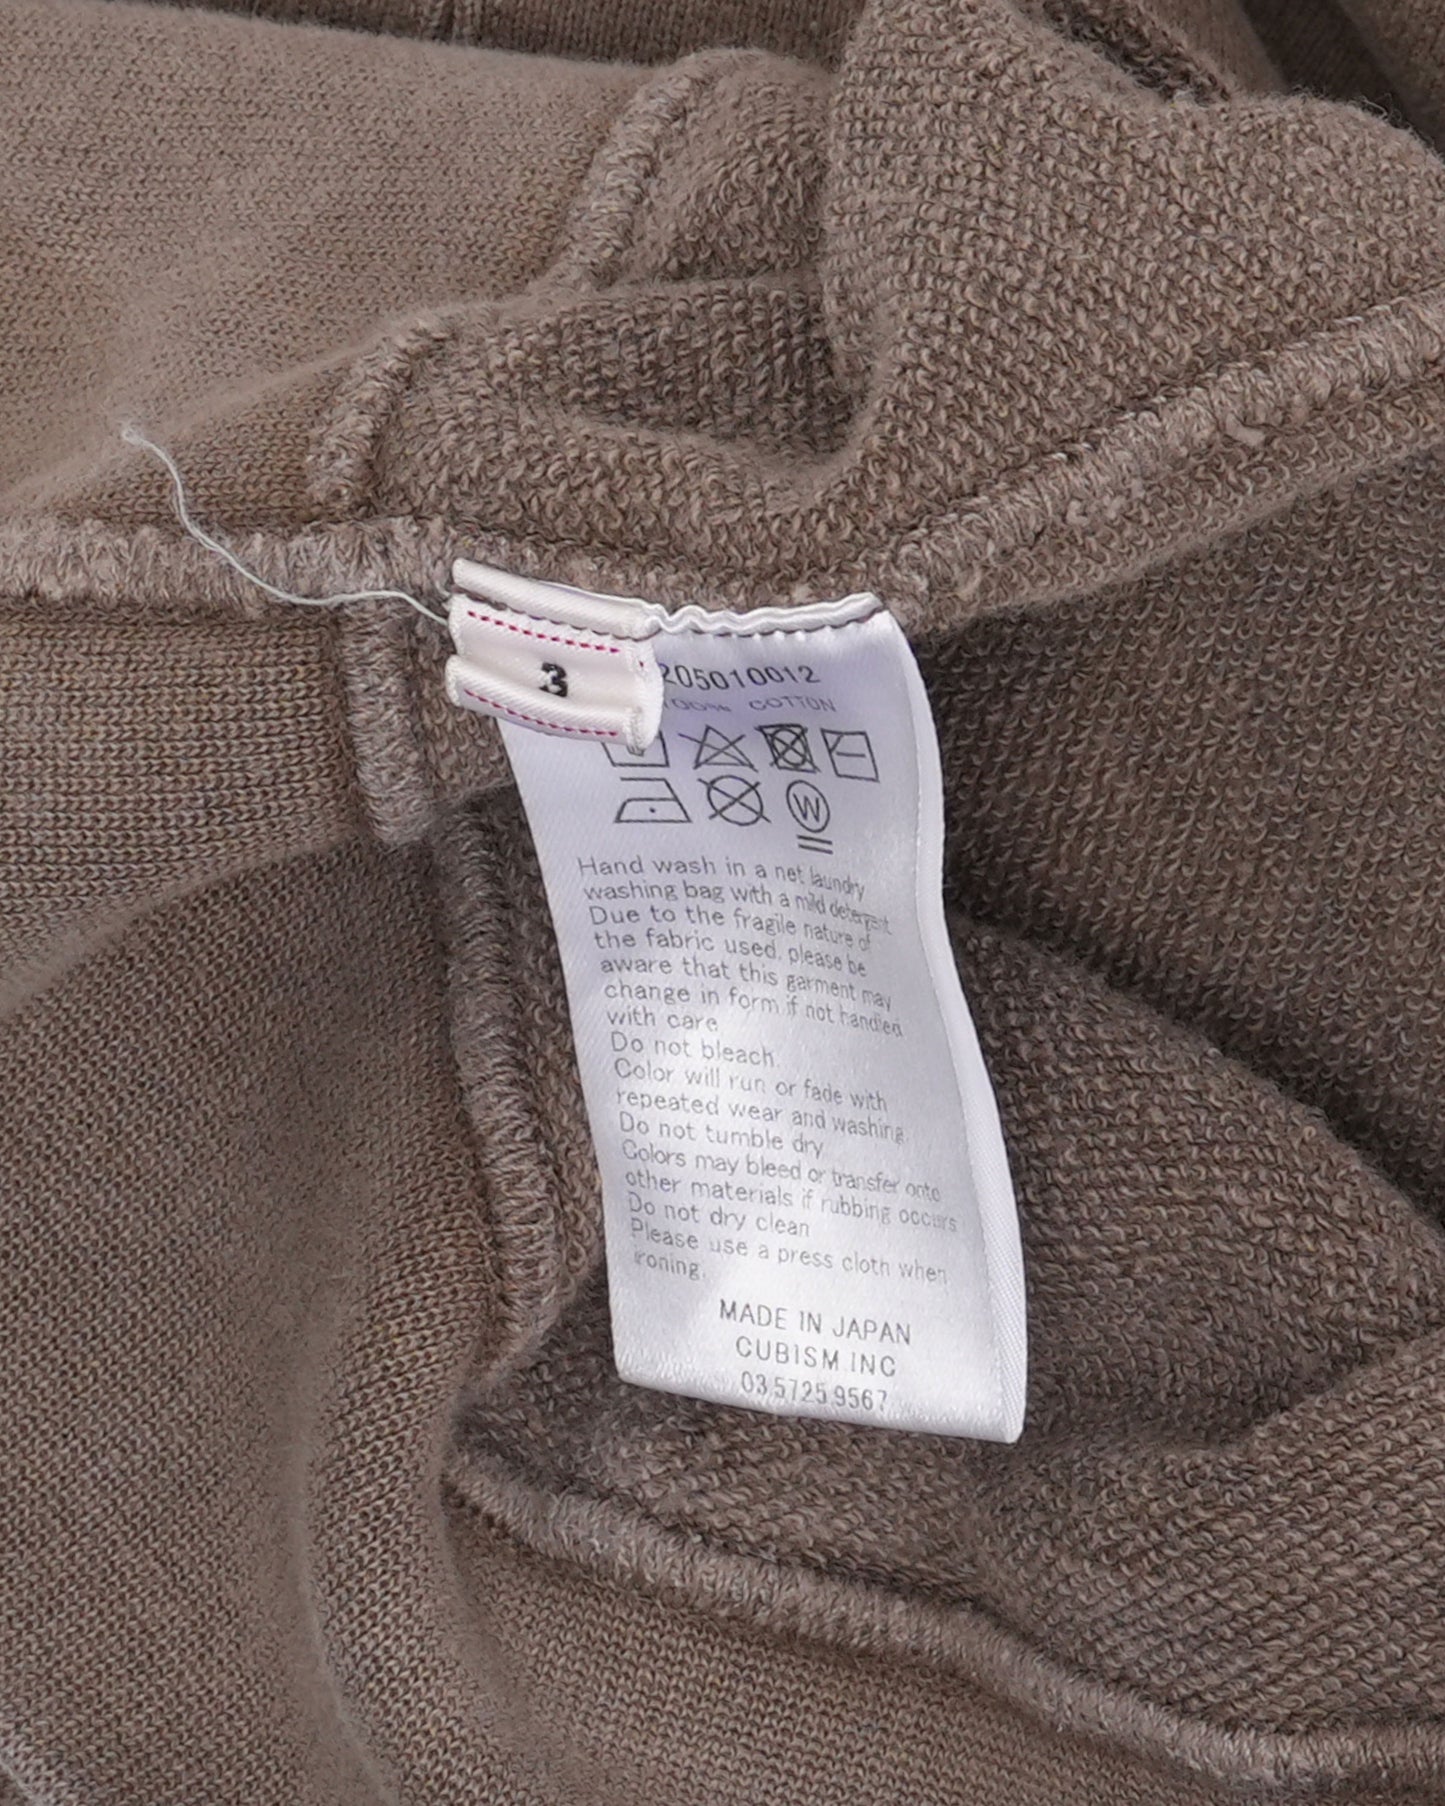 3
205010012
100% COTTON
W
Hand wash in a net laundry
washing bag with a mild detergent
Due to the fragile nature of
the fabric used, please be
aware that this garment may
change in form if not handled
with care
Do not bleach.
Color will run or fade with
repeated wear and washing.
Do not tumble dry.
Colors may bleed or transfer onto
other materials if rubbing occurs
Do not dry clean
Please use a press cloth when
ironing.
MADE IN JAPAN
CUBISM INC
03.5725.9567